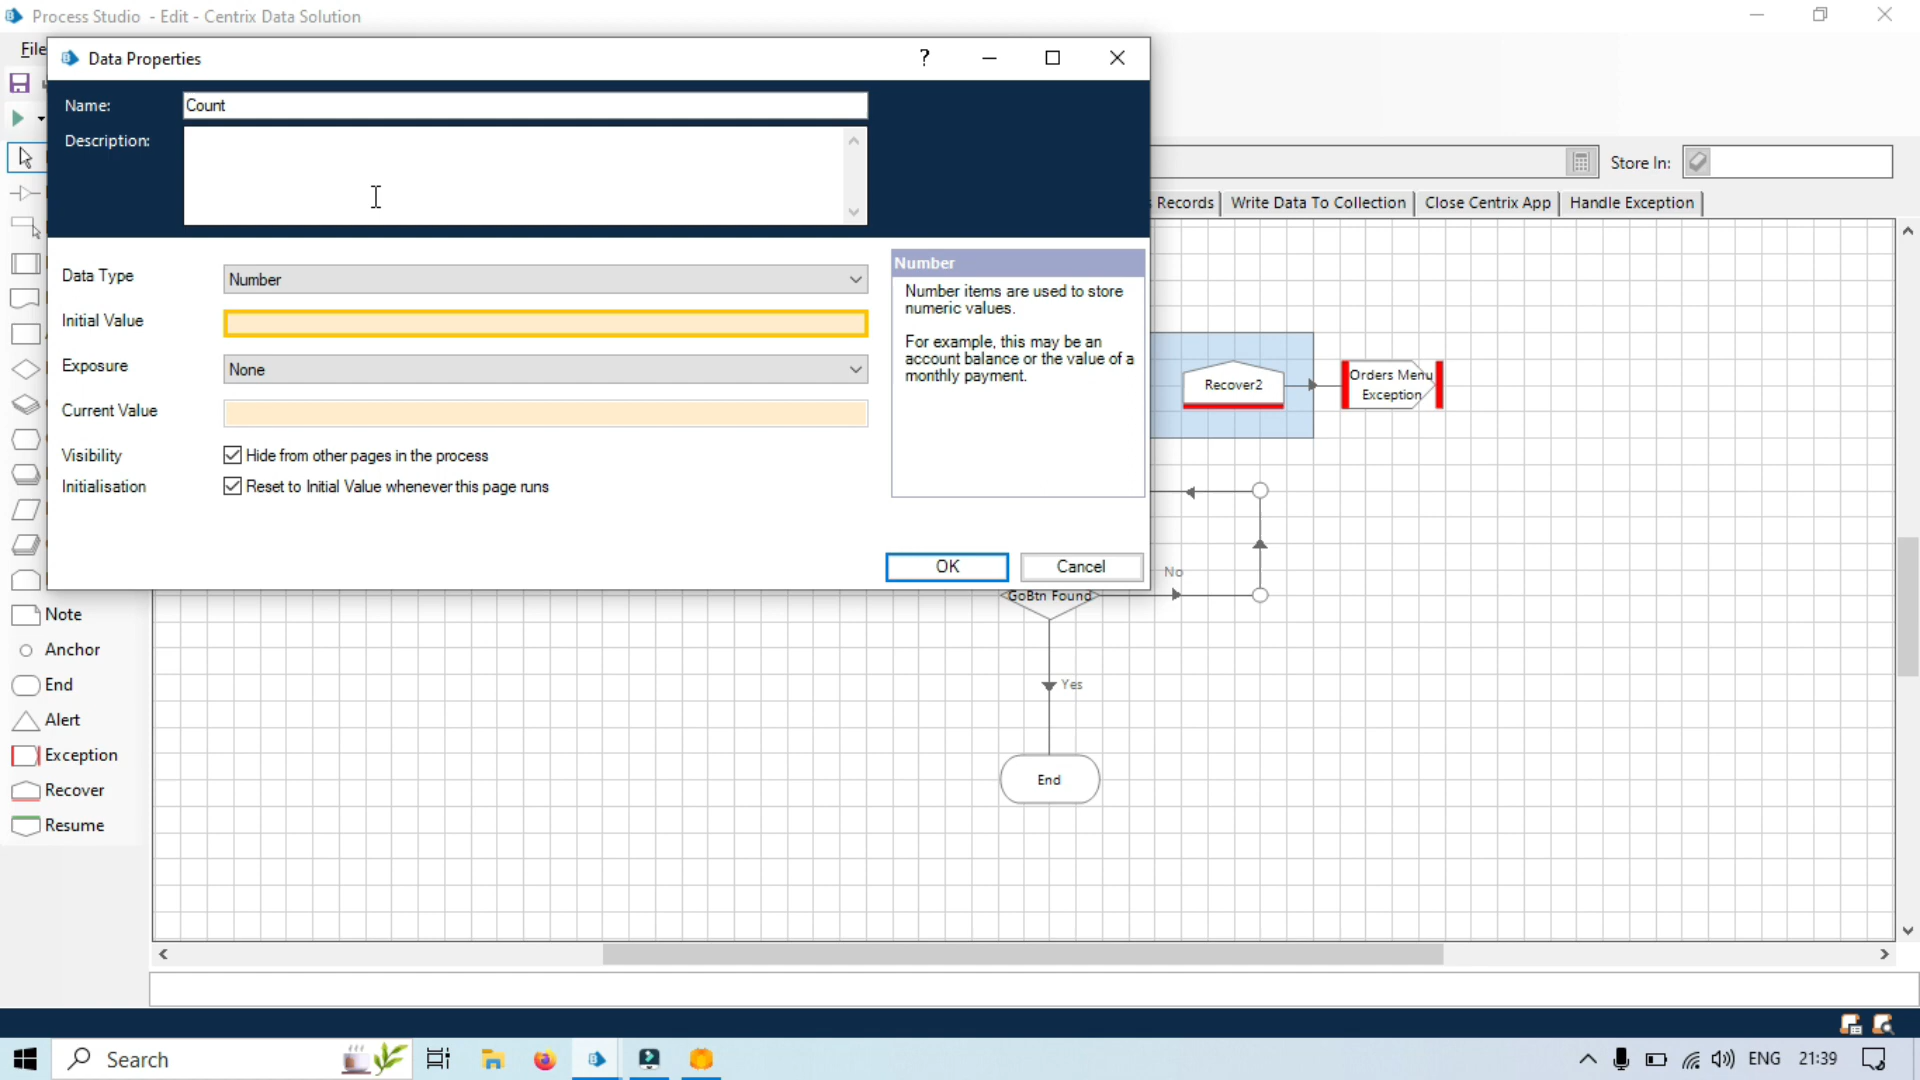 Process Studio - Edit - Centrix Data Solution
File
Data Properties
?
Name:
Count
Description:
Store In:
Records
Write Data To Collection
Close Centrix App
Handle Exception
Data Type
Number
Initial Value
Exposure
None
Current Value
Visibility
Hide from other pages in the process
Initialisation
Reset to Initial Value whenever this page runs
Number
Number items are used to store
numeric values.
For example, this may be an
account balance or the value of a
monthly payment.
OK
Cancel
Recover2
Orders Menu
Exception
No
GoBtn Found
Yes
End
Note
Anchor
End
Alert
Exception
Recover
Resume
Search
ENG
21:39